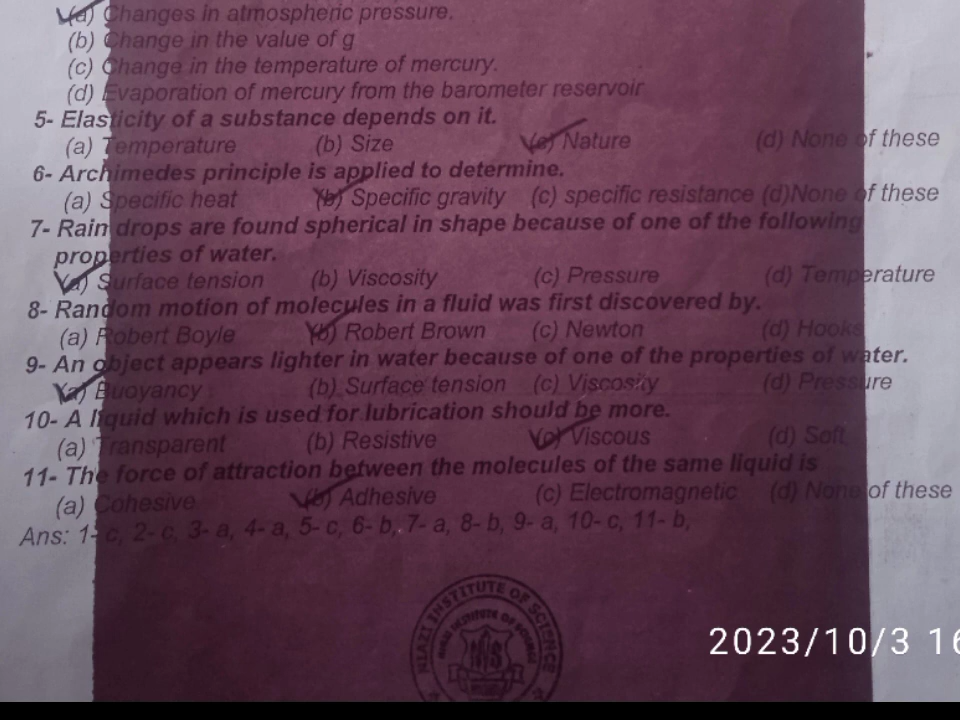 (a) Changes in atmospheric pressure.
(b) Change in the value of g
(c) Change in the temperature of mercury.
(d) Evaporation of mercury from the barometer reservoir
5- Elasticity of a substance depends on it.
(a) Temperature (b) Size (c) Nature (d) None of these
6- Archimedes principle is applied to determine.
(a) Specific heat (b) Specific gravity (c) specific resistance (d)None of these
7- Rain drops are found spherical in shape because of one of the following
properties of water.
(a) Surface tension (b) Viscosity (c) Pressure (d) Temperature
8- Random motion of molecules in a fluid was first discovered by.
(a) Robert Boyle (b) Robert Brown (c) Newton (d) Hooks
9- An object appears lighter in water because of one of the properties of water.
(a) Buoyancy (b) Surface tension (c) Viscosity (d) Pressure
10- A liquid which is used for lubrication should be more.
(a) Transparent (b) Resistive (c) Viscous (d) Soft
11- The force of attraction between the molecules of the same liquid is
(a) Cohesive (b) Adhesive (c) Electromagnetic (d) None of these
Ans: 1- c, 2- c, 3- a, 4- a, 5- c, 6- b, 7- a, 8- b, 9- a, 10- c, 11- b,
NIAZI INSTITUTE OF SCIENCE
2023/10/3 16